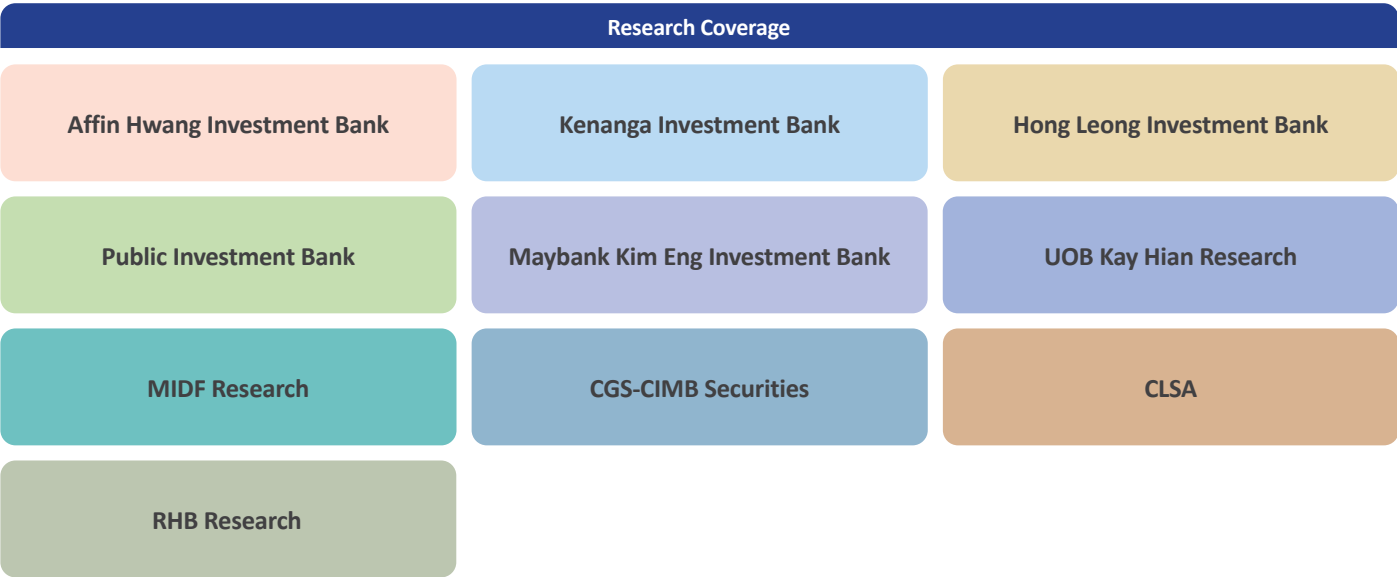 Research Coverage
Affin Hwang Investment Bank
Kenanga Investment Bank
Hong Leong Investment Bank
Public Investment Bank
Maybank Kim Eng Investment Bank
UOB Kay Hian Research
MIDF Research
CGS-CIMB Securities
CLSA
RHB Research